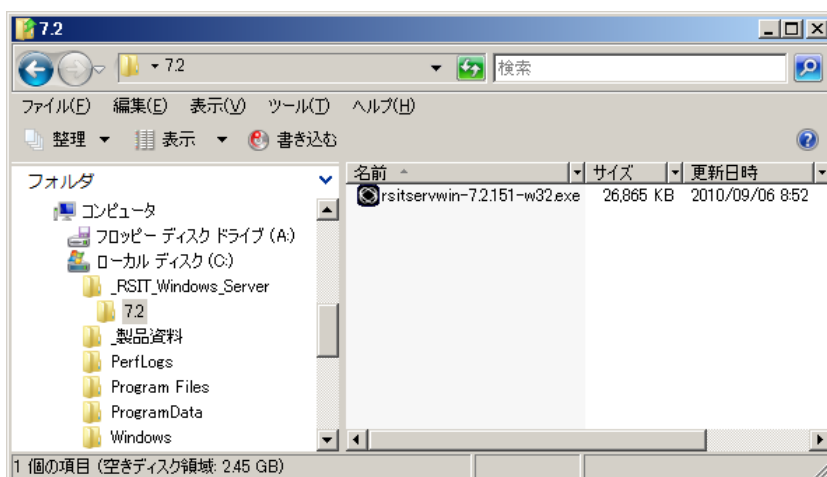 7.2
7.2
検索
ファイル(F) 編集(E) 表示(V) ツール(T) ヘルプ(H)
整理 表示 書き込む
フォルダ
コンピュータ
フロッピー ディスク ドライブ (A:)
ローカル ディスク (C:)
_RSIT_Windows_Server
7.2
_製品資料
PerfLogs
Program Files
ProgramData
Windows
名前 サイズ 更新日時
rsitservwin-7.2.151-w32.exe 26,865 KB 2010/09/06 8:52
1 個の項目 (空きディスク領域: 2.45 GB)